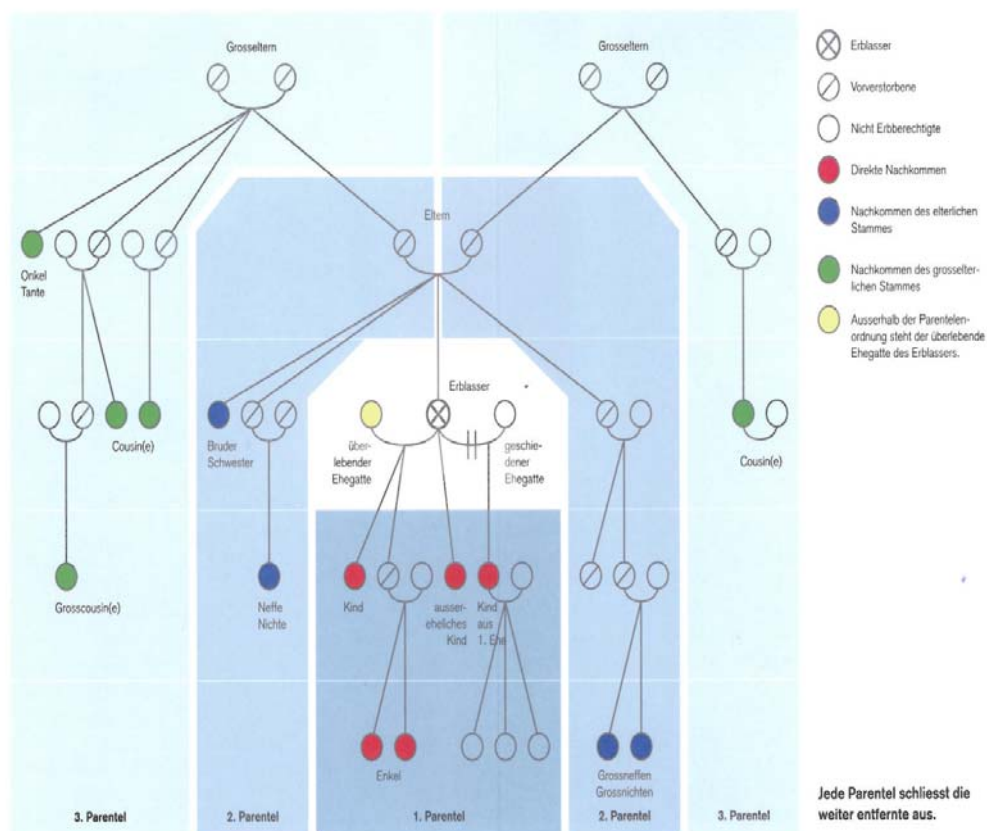 Grosseltern
Grosseltern
Eltern
Onkel
Tante
Erblasser
Cousin(e)
Bruder
Schwester
über-
lebender
Ehegatte
geschie-
dener
Ehegatte
Cousin(e)
Grosscousin(e)
Neffe
Nichte
Kind
ausser-
eheliches
Kind
Kind
aus
1. Ehe
Enkel
Grossneffen
Grossnichten
3. Parentel
2. Parentel
1. Parentel
2. Parentel
3. Parentel
Erblasser
Vorverstorbene
Nicht Erbberechtigte
Direkte Nachkommen
Nachkommen des elterlichen
Stammes
Nachkommen des grosselter-
lichen Stammes
Ausserhalb der Parentelen-
ordnung steht der überlebende
Ehegatte des Erblassers.
Jede Parentel schliesst die
weiter entfernte aus.